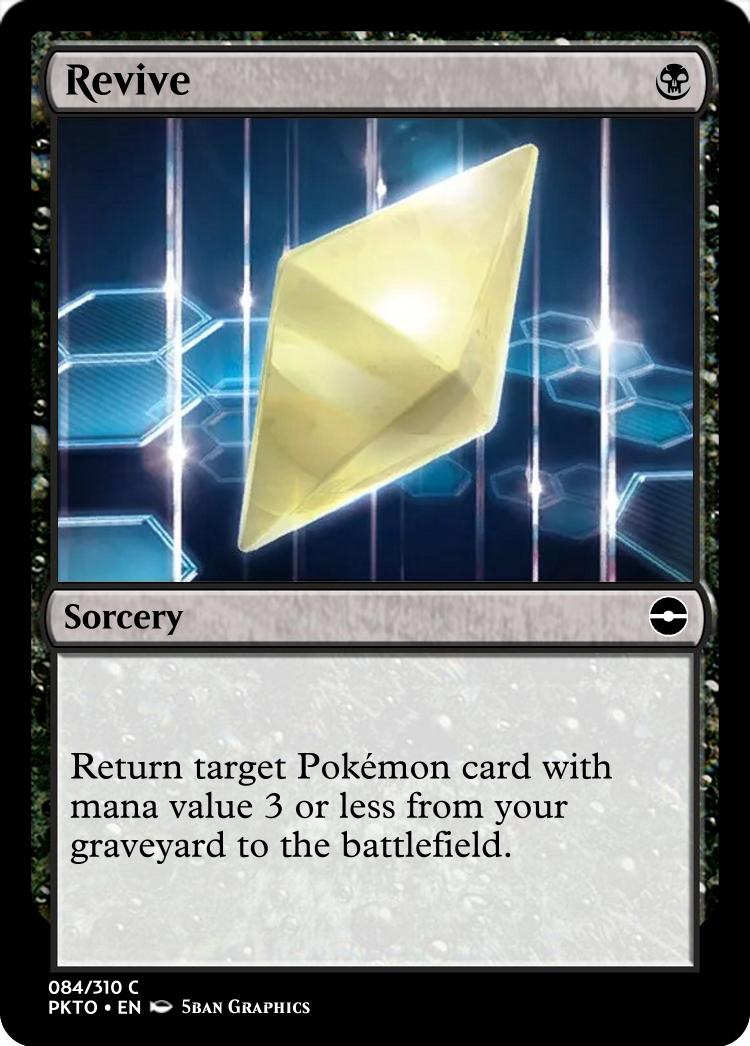 Revive
Sorcery
Return target Pokémon card with
mana value 3 or less from your
graveyard to the battlefield.
084/310 C
PKTO • EN 5ban Graphics